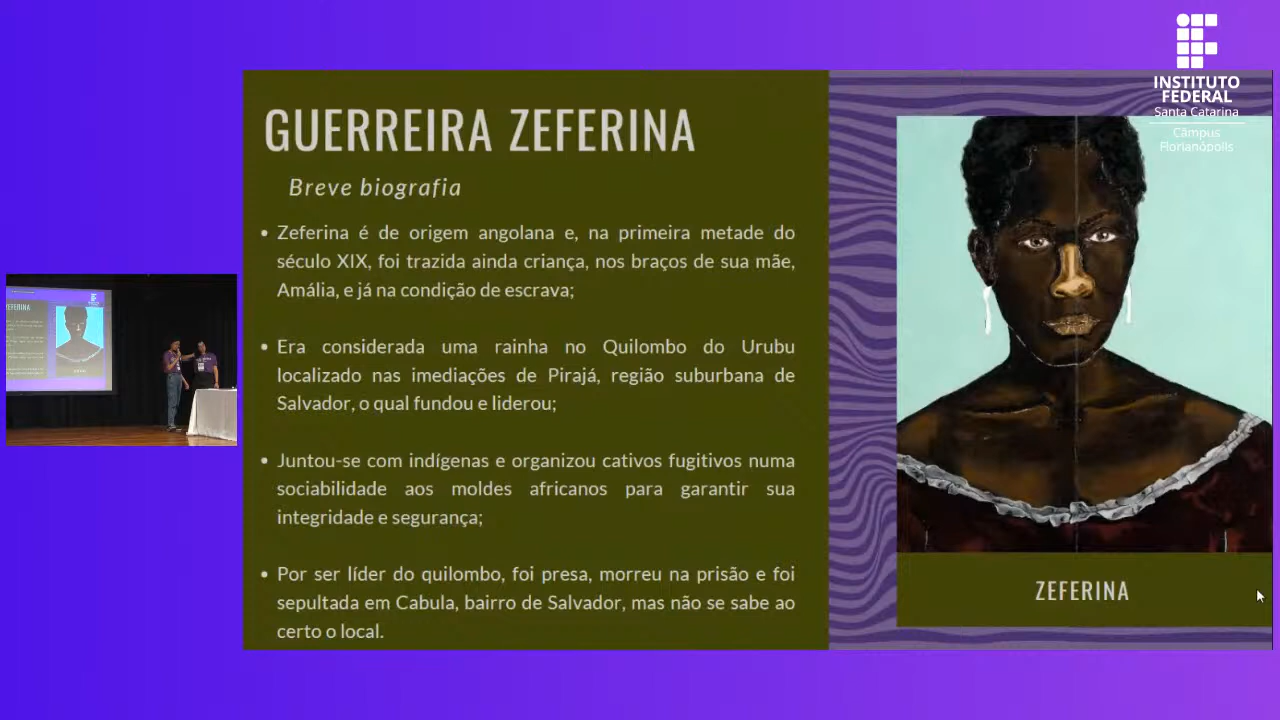 INSTITUTO
FEDERAL
Santa Catarina
Câmpus
Florianópolis
GUERREIRA ZEFERINA
Breve biografia
• Zeferina é de origem angolana e, na primeira metade do
século XIX, foi trazida ainda criança, nos braços de sua mãe,
Amália, e já na condição de escrava;
• Era considerada uma rainha no Quilombo do Urubu
localizado nas imediações de Pirajá, região suburbana de
Salvador, o qual fundou e liderou;
• Juntou-se com indígenas e organizou cativos fugitivos numa
sociabilidade aos moldes africanos para garantir sua
integridade e segurança;
• Por ser líder do quilombo, foi presa, morreu na prisão e foi
sepultada em Cabula, bairro de Salvador, mas não se sabe ao
certo o local.
ZEFERINA